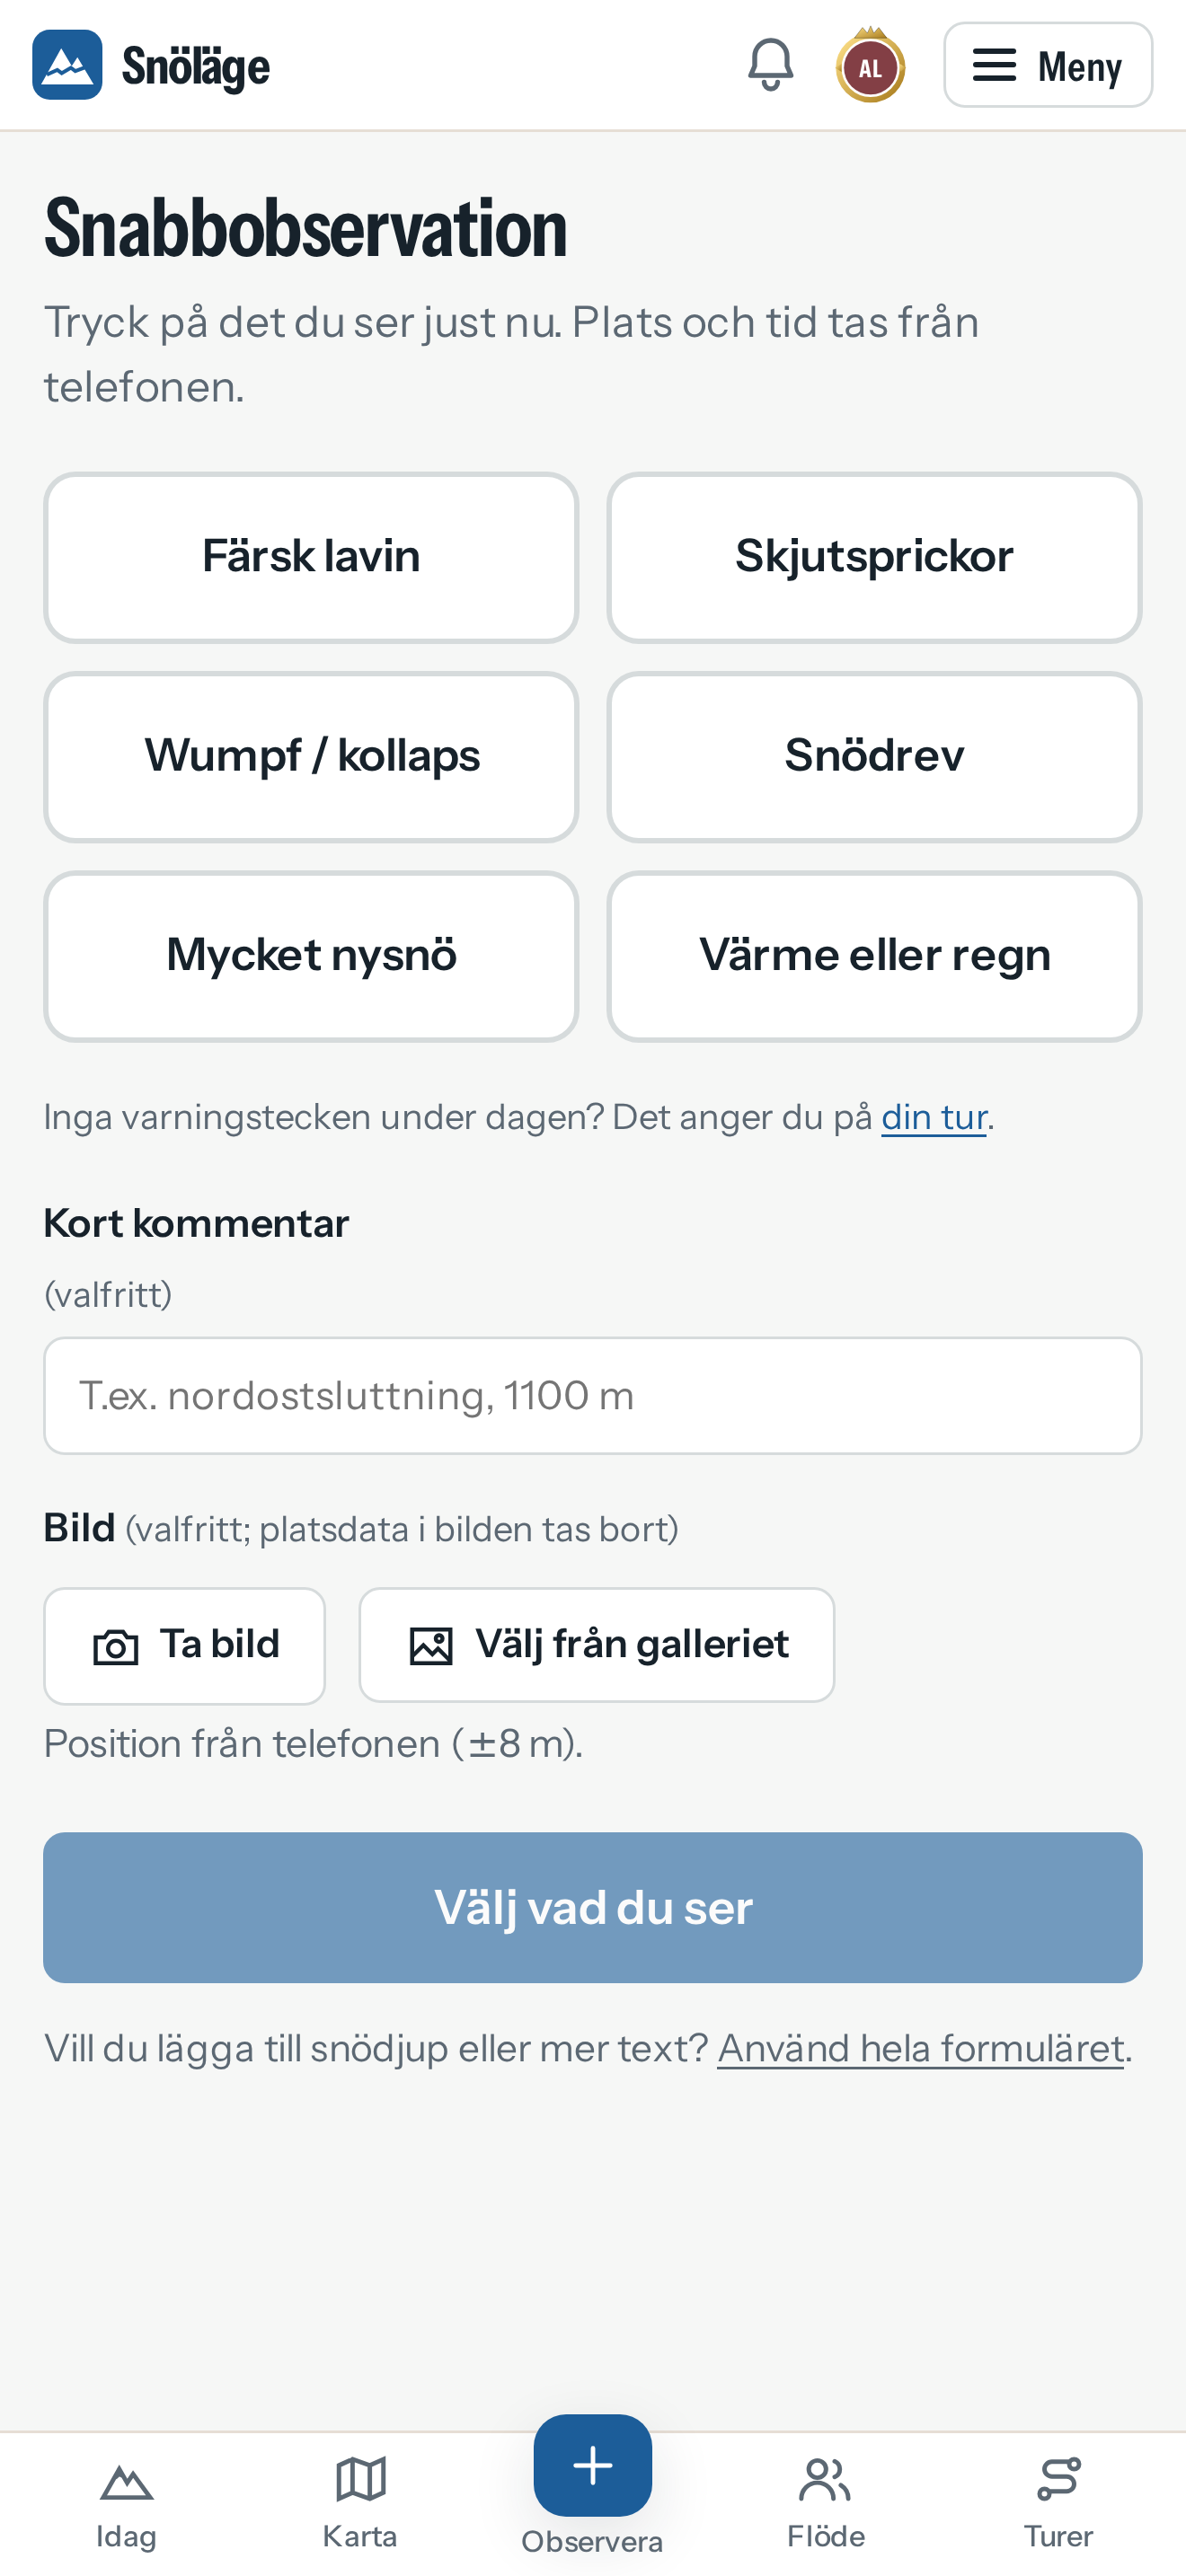 Snöläge
AL
Meny
Snabbobservation
Tryck på det du ser just nu. Plats och tid tas från
telefonen.
Färsk lavin
Skjutsprickor
Wumpf / kollaps
Snödrev
Mycket nysnö
Värme eller regn
Inga varningstecken under dagen? Det anger du på din tur.
Kort kommentar
(valfritt)
T.ex. nordostsluttning, 1100 m
Bild (valfritt; platsdata i bilden tas bort)
Ta bild
Välj från galleriet
Position från telefonen (±8 m).
Välj vad du ser
Vill du lägga till snödjup eller mer text? Använd hela formuläret.
Idag
Karta
Observera
Flöde
Turer